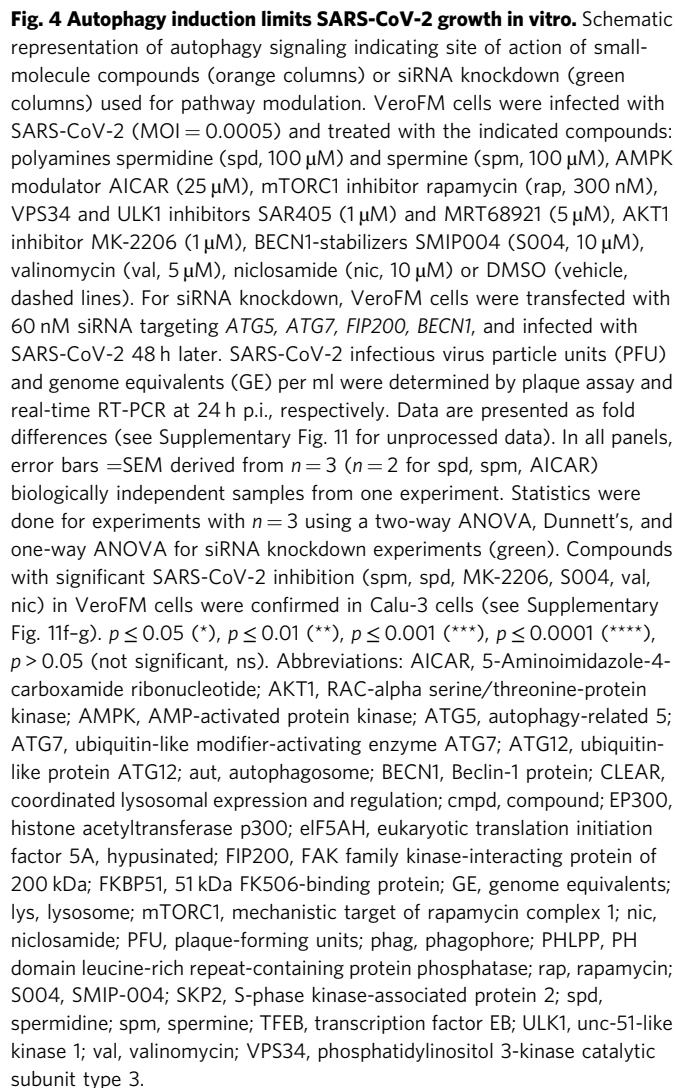 Fig. 4 Autophagy induction limits SARS-CoV-2 growth in vitro. Schematic
representation of autophagy signaling indicating site of action of small-
molecule compounds (orange columns) or siRNA knockdown (green
columns) used for pathway modulation. VeroFM cells were infected with
SARS-CoV-2 (MOI = 0.0005) and treated with the indicated compounds:
polyamines spermidine (spd, 100 μM) and spermine (spm, 100 μM), AMPK
modulator AICAR (25 μM), mTORC1 inhibitor rapamycin (rap, 300 nM),
VPS34 and ULK1 inhibitors SAR405 (1 μM) and MRT68921 (5 μM), AKT1
inhibitor MK-2206 (1 μM), BECN1-stabilizers SMIP004 (S004, 10 μM),
valinomycin (val, 5 μM), niclosamide (nic, 10 μM) or DMSO (vehicle,
dashed lines). For siRNA knockdown, VeroFM cells were transfected with
60 nM siRNA targeting ATG5, ATG7, FIP200, BECN1, and infected with
SARS-CoV-2 48 h later. SARS-CoV-2 infectious virus particle units (PFU)
and genome equivalents (GE) per ml were determined by plaque assay and
real-time RT-PCR at 24 h p.i., respectively. Data are presented as fold
differences (see Supplementary Fig. 11 for unprocessed data). In all panels,
error bars =SEM derived from n = 3 (n = 2 for spd, spm, AICAR)
biologically independent samples from one experiment. Statistics were
done for experiments with n = 3 using a two-way ANOVA, Dunnett's, and
one-way ANOVA for siRNA knockdown experiments (green). Compounds
with significant SARS-CoV-2 inhibition (spm, spd, MK-2206, S004, val,
nic) in VeroFM cells were confirmed in Calu-3 cells (see Supplementary
Fig. 11f–g). p ≤ 0.05 (*), p ≤ 0.01 (**), p ≤ 0.001 (***), p ≤ 0.0001 (****),
p > 0.05 (not significant, ns). Abbreviations: AICAR, 5-Aminoimidazole-4-
carboxamide ribonucleotide; AKT1, RAC-alpha serine/threonine-protein
kinase; AMPK, AMP-activated protein kinase; ATG5, autophagy-related 5;
ATG7, ubiquitin-like modifier-activating enzyme ATG7; ATG12, ubiquitin-
like protein ATG12; aut, autophagosome; BECN1, Beclin-1 protein; CLEAR,
coordinated lysosomal expression and regulation; cmpd, compound; EP300,
histone acetyltransferase p300; eIF5AH, eukaryotic translation initiation
factor 5A, hypusinated; FIP200, FAK family kinase-interacting protein of
200 kDa; FKBP51, 51 kDa FK506-binding protein; GE, genome equivalents;
lys, lysosome; mTORC1, mechanistic target of rapamycin complex 1; nic,
niclosamide; PFU, plaque-forming units; phag, phagophore; PHLPP, PH
domain leucine-rich repeat-containing protein phosphatase; rap, rapamycin;
S004, SMIP-004; SKP2, S-phase kinase-associated protein 2; spd,
spermidine; spm, spermine; TFEB, transcription factor EB; ULK1, unc-51-like
kinase 1; val, valinomycin; VPS34, phosphatidylinositol 3-kinase catalytic
subunit type 3.